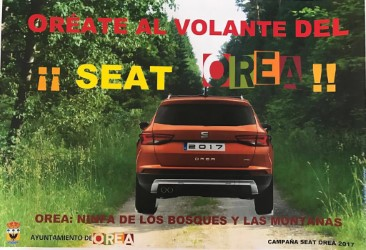 ORÉATE AL VOLANTE DEL
¡¡ SEAT OREA !!
2017
OREA: NINFA DE LOS BOSQUES Y LAS MONTAÑAS
AYUNTAMIENTO DE OREA
CAMPAÑA SEAT OREA 2017